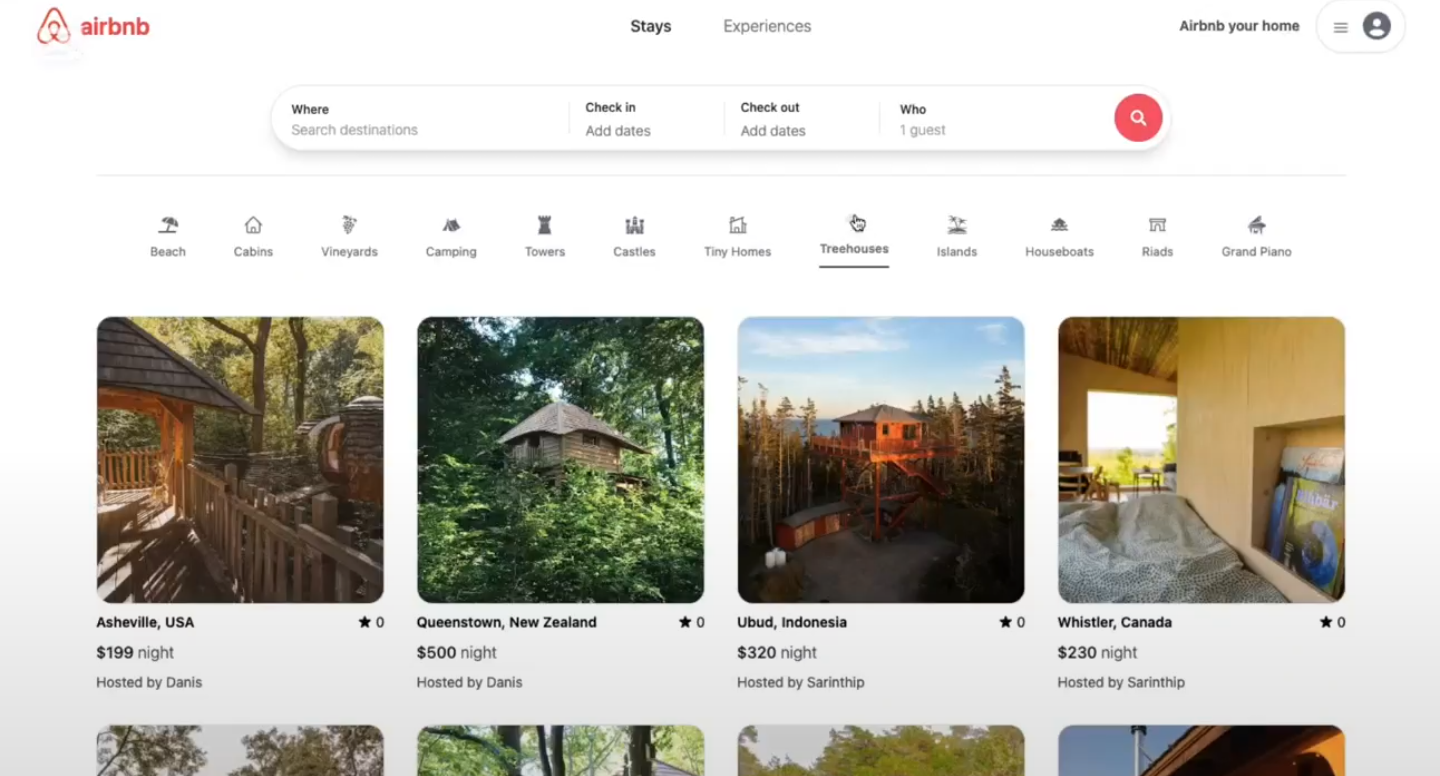 airbnb
Stays Experiences
Airbnb your home
Where Check in Check out Who
Search destinations Add dates Add dates 1 guest
Beach Cabins Vineyards Camping Towers Castles Tiny Homes Treehouses Islands Houseboats Riads Grand Piano
Asheville, USA ★ 0
$199 night
Hosted by Danis
Queenstown, New Zealand ★ 0
$500 night
Hosted by Danis
Ubud, Indonesia ★ 0
$320 night
Hosted by Sarinthip
Whistler, Canada ★ 0
$230 night
Hosted by Sarinthip